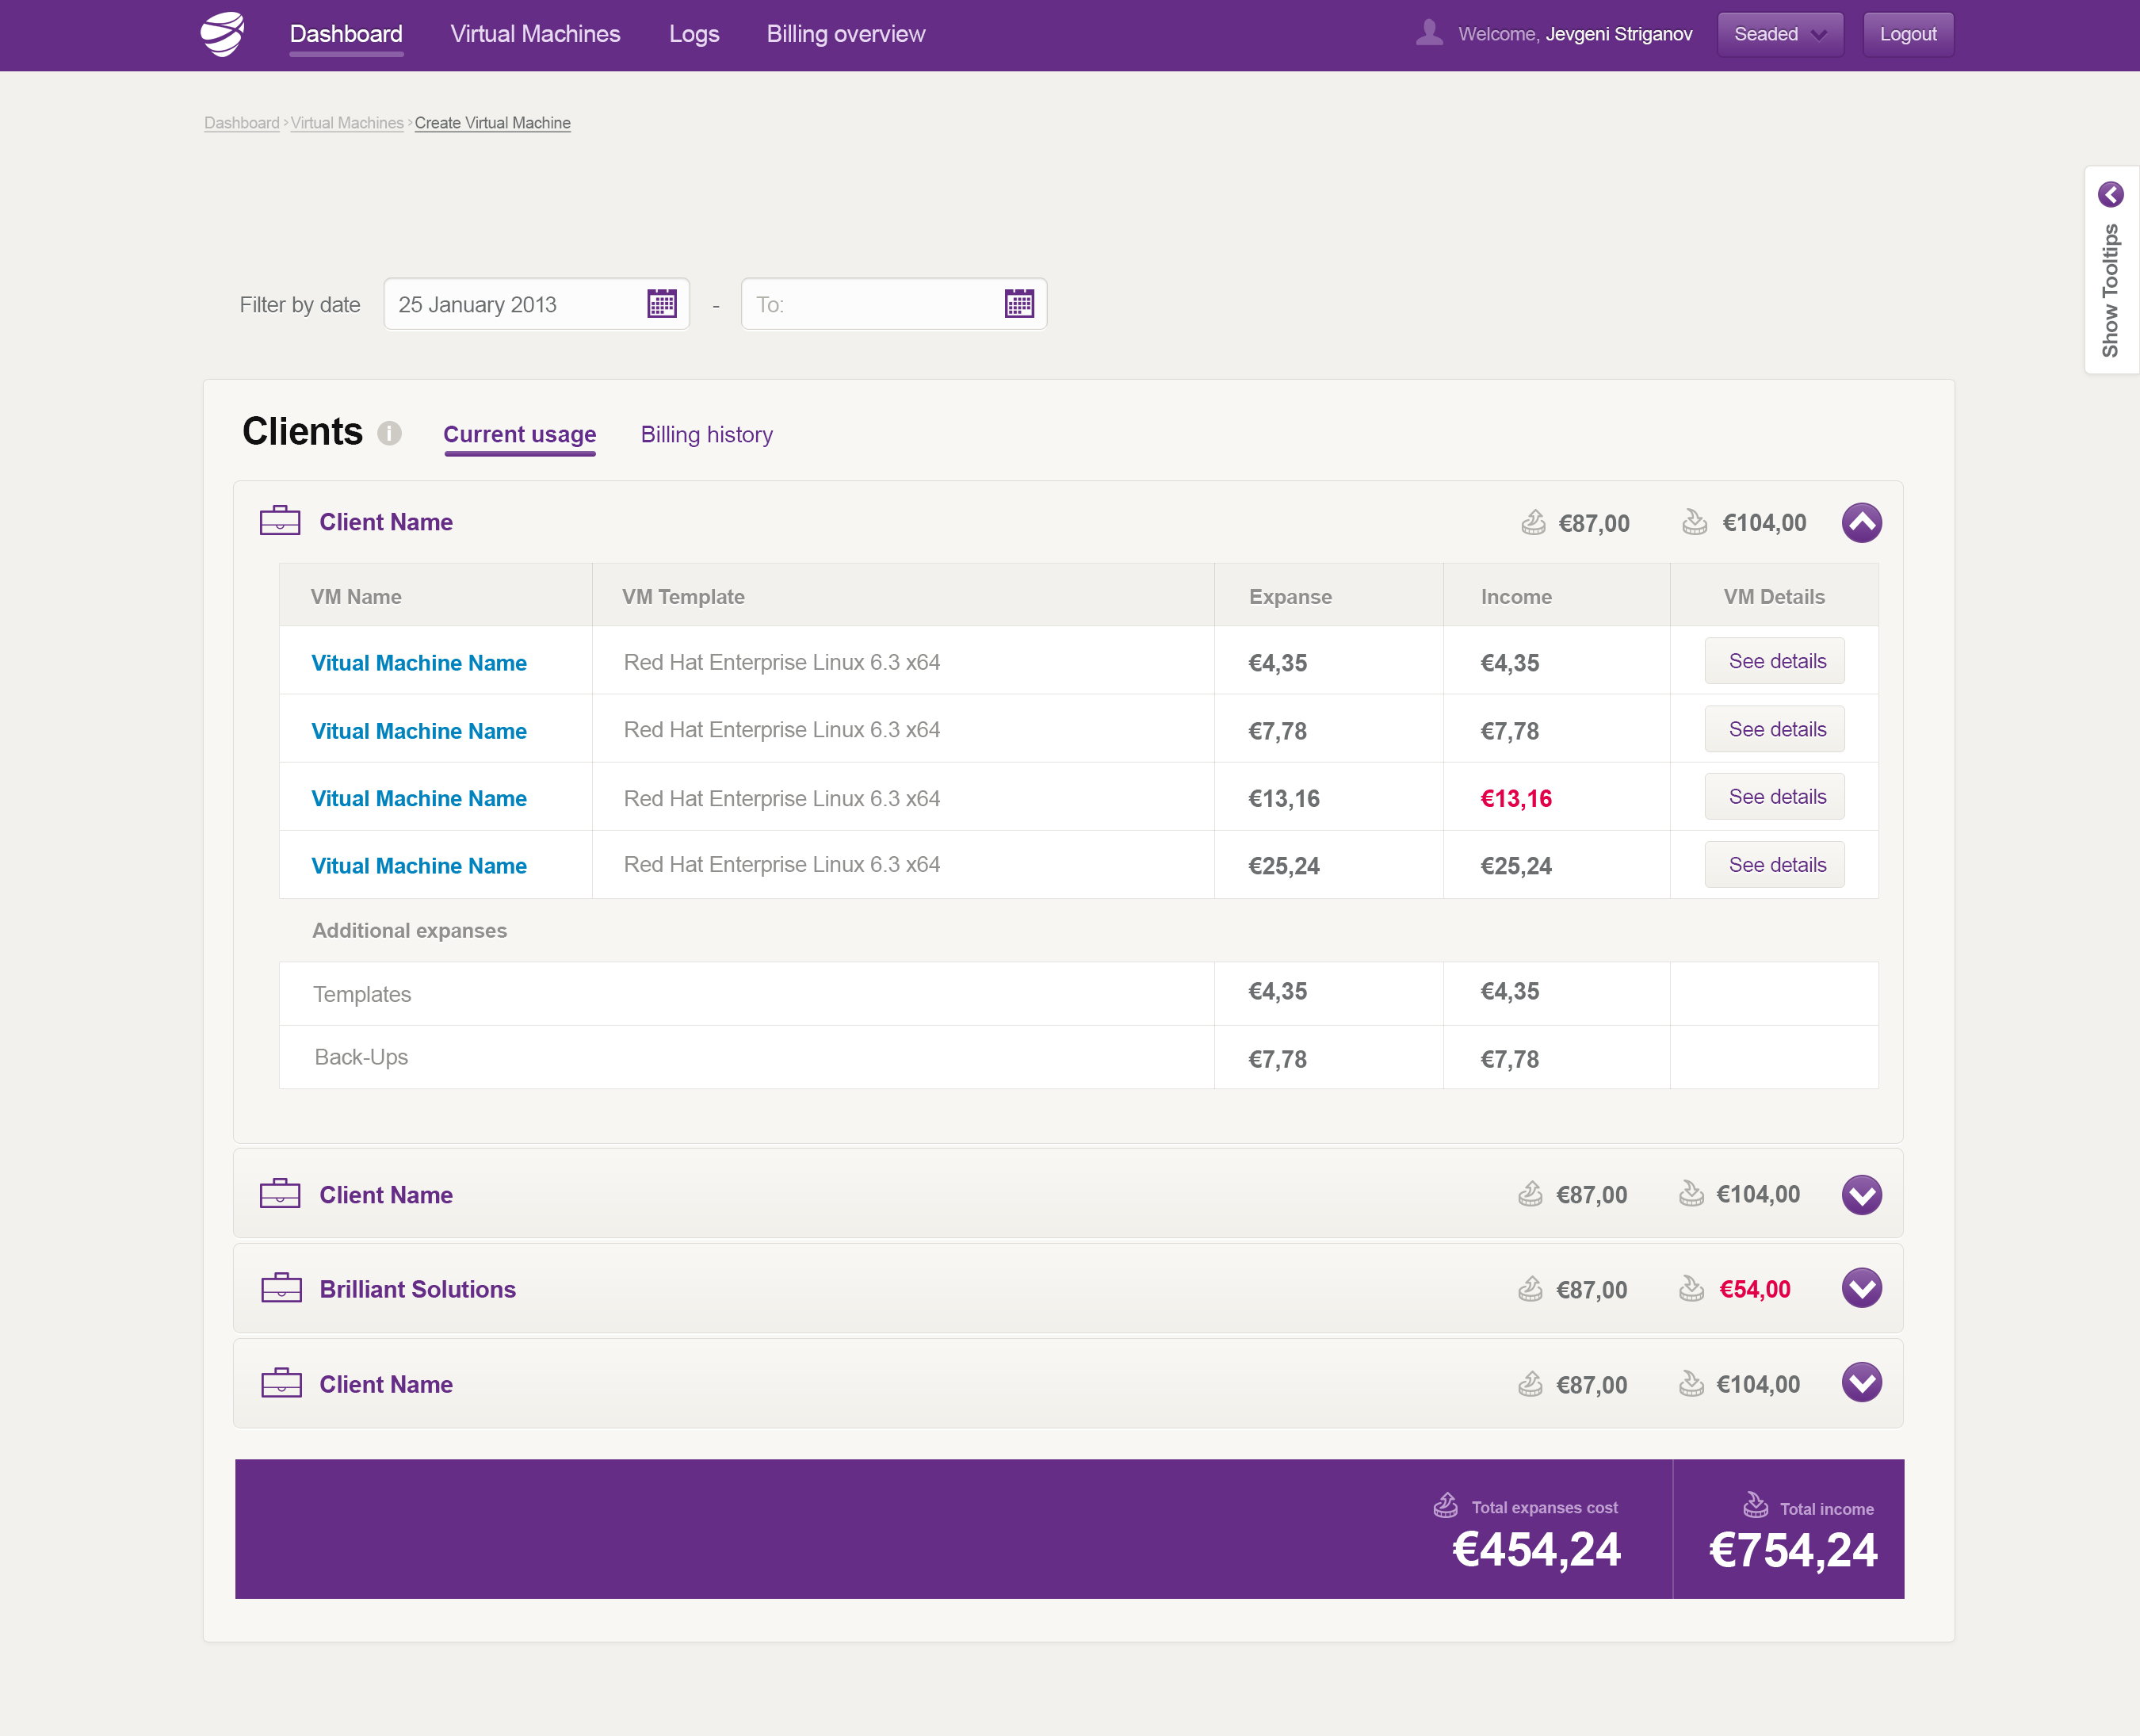 Dashboard Virtual Machines Logs Billing overview Welcome, Jevgeni Striganov Seaded Logout
Dashboard › Virtual Machines › Create Virtual Machine
Show Tooltips
Filter by date 25 January 2013 - To:
Clients i Current usage Billing history
Client Name €87,00 €104,00
VM Name VM Template Expanse Income VM Details
Vitual Machine Name Red Hat Enterprise Linux 6.3 x64 €4,35 €4,35 See details
Vitual Machine Name Red Hat Enterprise Linux 6.3 x64 €7,78 €7,78 See details
Vitual Machine Name Red Hat Enterprise Linux 6.3 x64 €13,16 €13,16 See details
Vitual Machine Name Red Hat Enterprise Linux 6.3 x64 €25,24 €25,24 See details
Additional expenses
Templates €4,35 €4,35
Back-Ups €7,78 €7,78
Client Name €87,00 €104,00
Brilliant Solutions €87,00 €54,00
Client Name €87,00 €104,00
Total expanses cost Total income
€454,24 €754,24